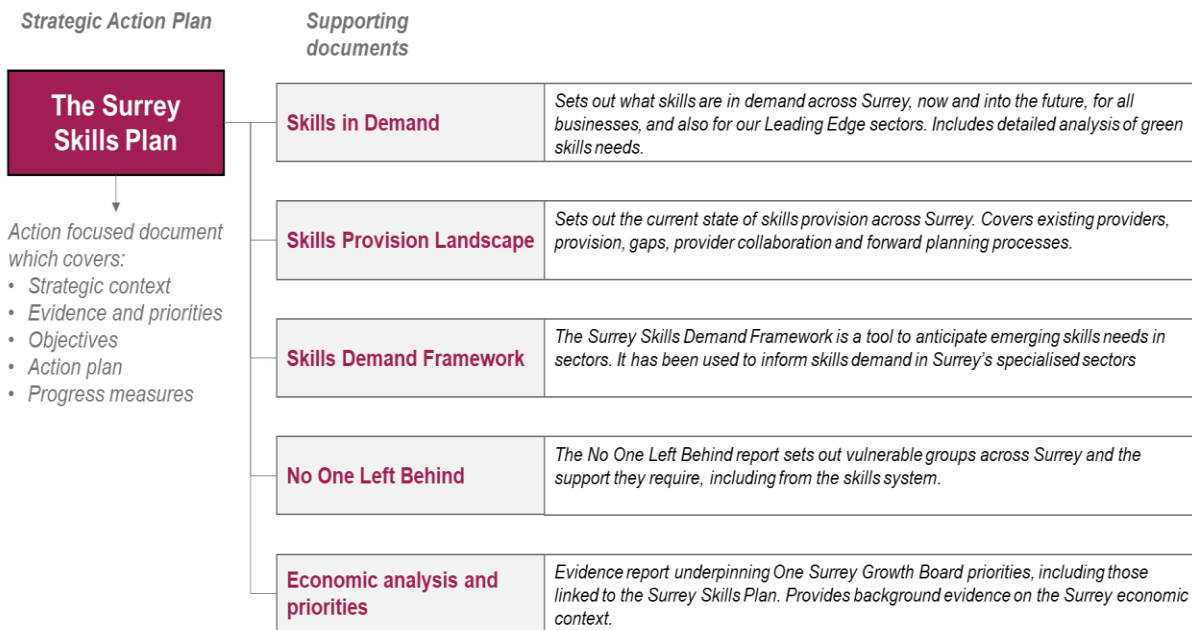 Strategic Action Plan
Supporting
documents
The Surrey
Skills Plan
Action focused document
which covers:
• Strategic context
• Evidence and priorities
• Objectives
• Action plan
• Progress measures
Skills in Demand
Sets out what skills are in demand across Surrey, now and into the future, for all
businesses, and also for our Leading Edge sectors. Includes detailed analysis of green
skills needs.
Skills Provision Landscape
Sets out the current state of skills provision across Surrey. Covers existing providers,
provision, gaps, provider collaboration and forward planning processes.
Skills Demand Framework
The Surrey Skills Demand Framework is a tool to anticipate emerging skills needs in
sectors. It has been used to inform skills demand in Surrey's specialised sectors
No One Left Behind
The No One Left Behind report sets out vulnerable groups across Surrey and the
support they require, including from the skills system.
Economic analysis and
priorities
Evidence report underpinning One Surrey Growth Board priorities, including those
linked to the Surrey Skills Plan. Provides background evidence on the Surrey economic
context.